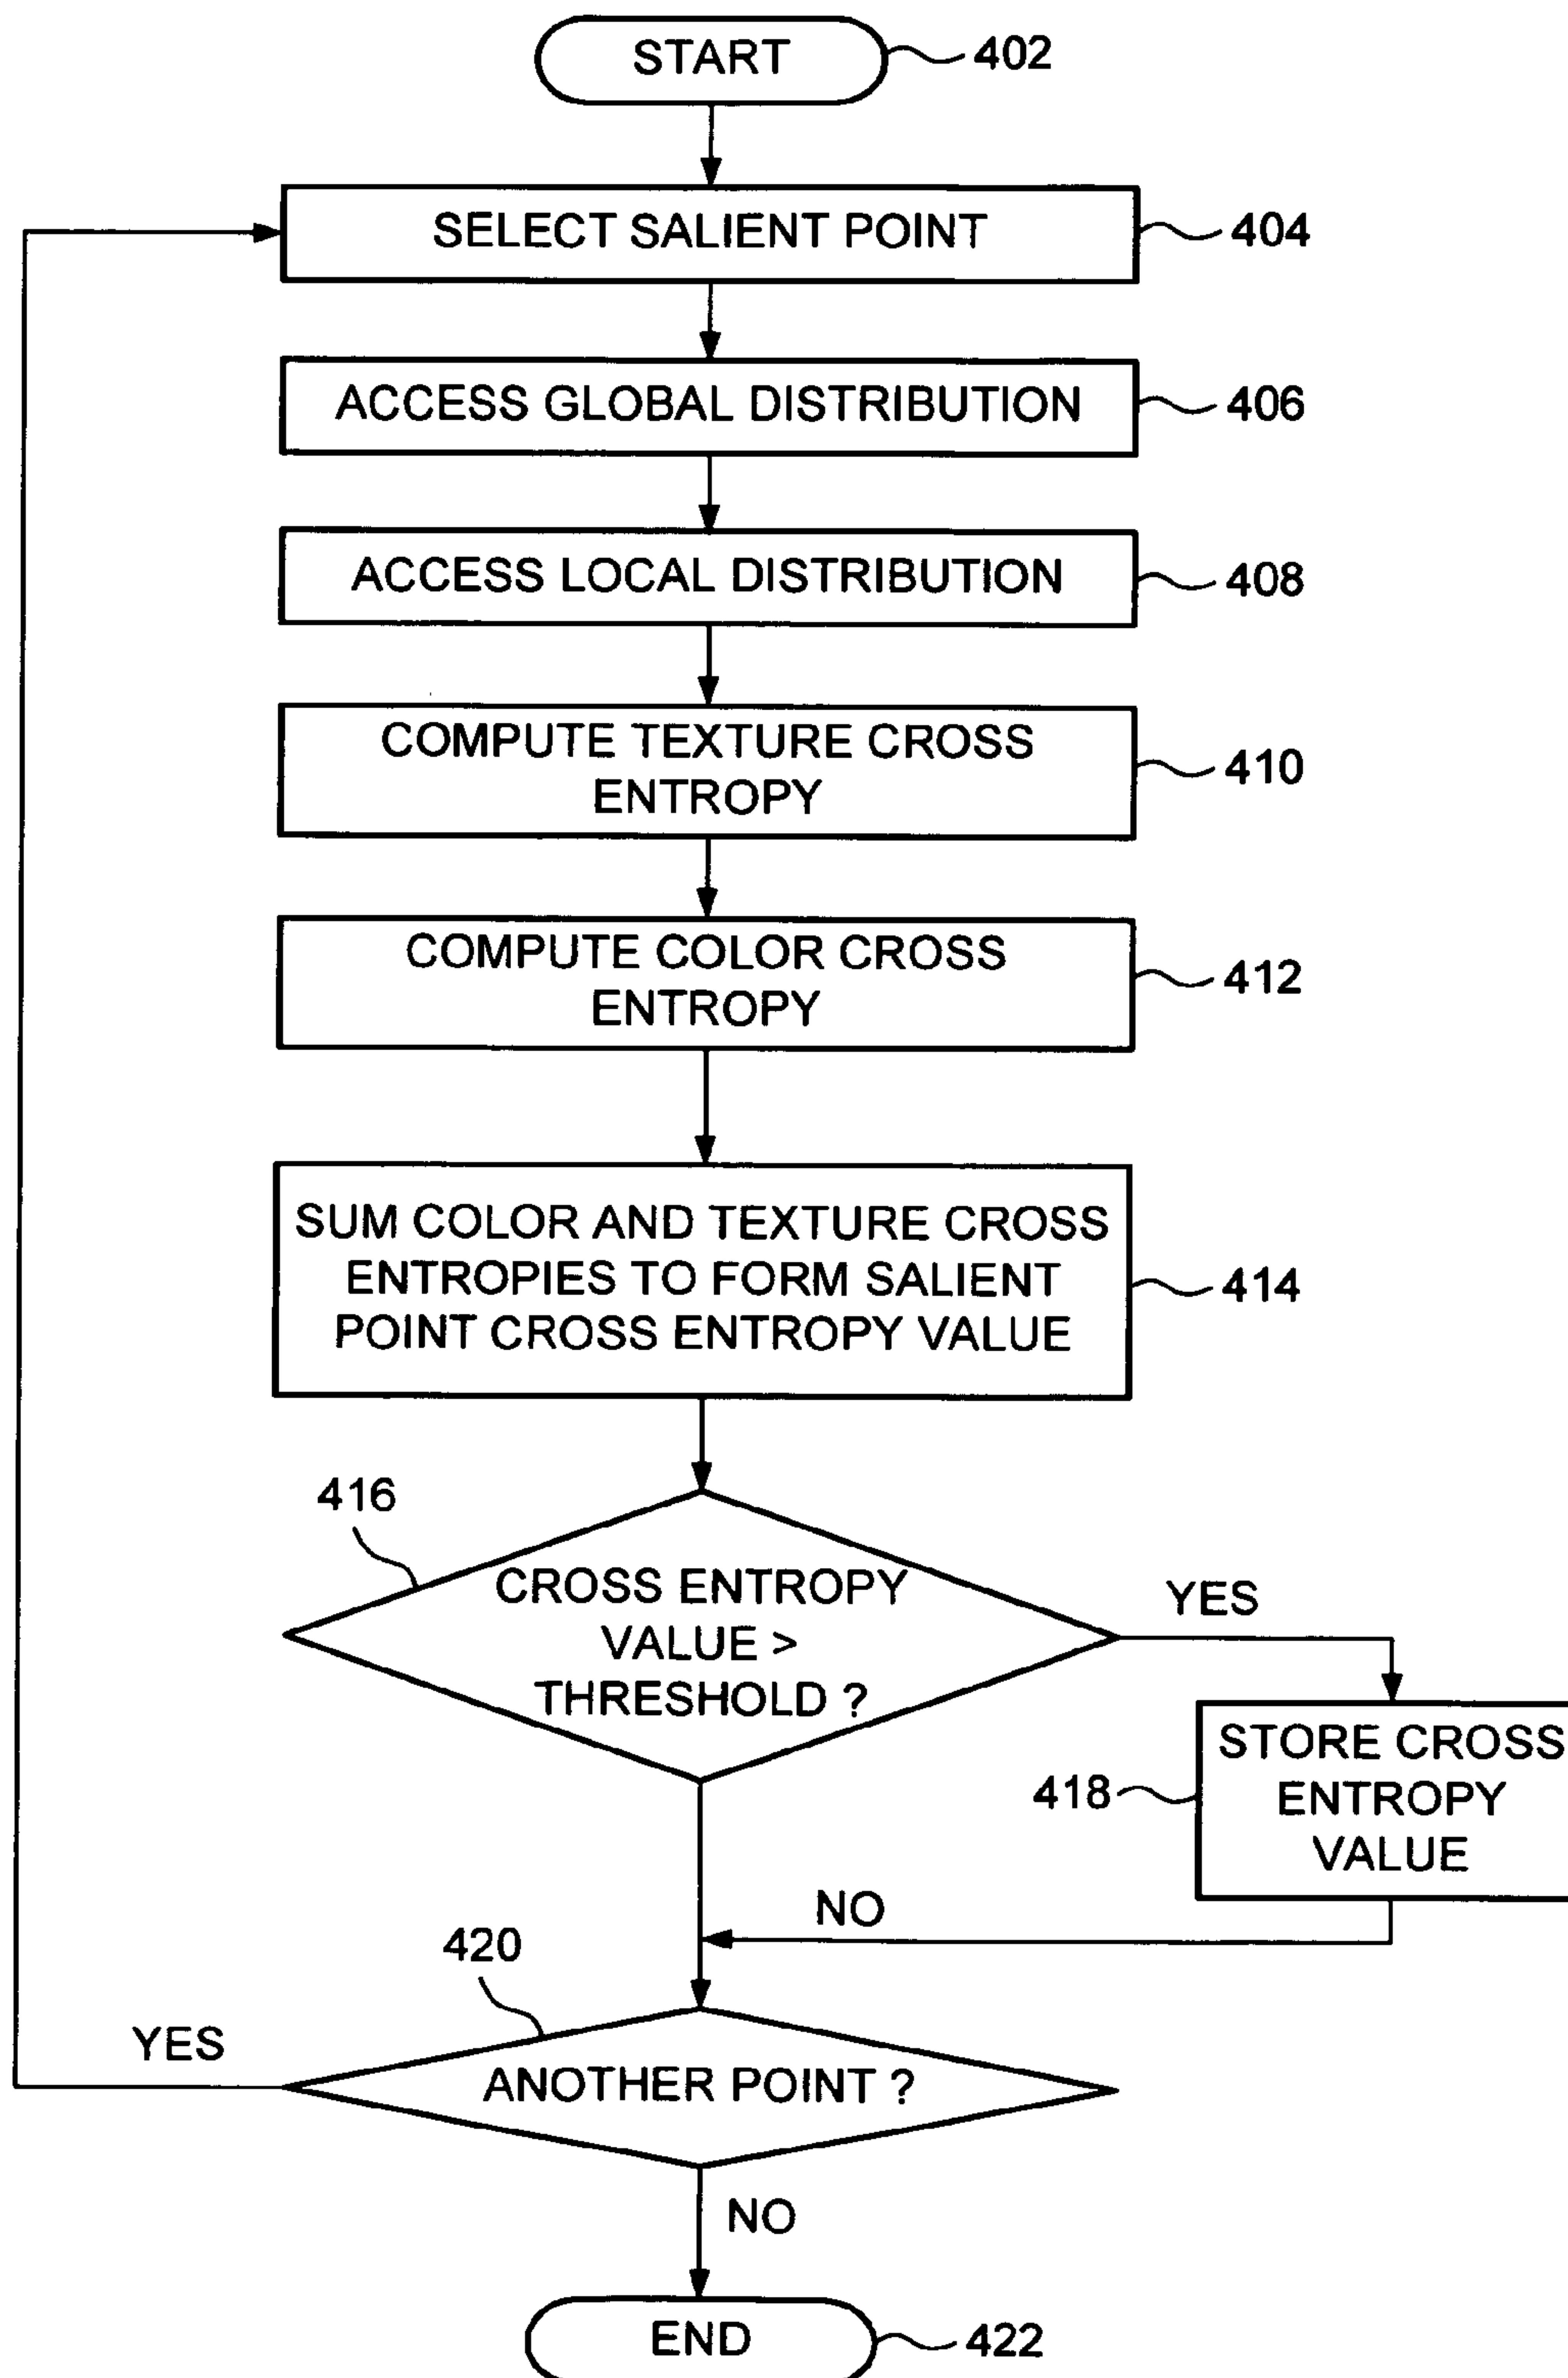 START
402
SELECT SALIENT POINT
404
ACCESS GLOBAL DISTRIBUTION
406
ACCESS LOCAL DISTRIBUTION
408
COMPUTE TEXTURE CROSS
ENTROPY
410
COMPUTE COLOR CROSS
ENTROPY
412
SUM COLOR AND TEXTURE CROSS
ENTROPIES TO FORM SALIENT
POINT CROSS ENTROPY VALUE
414
416
CROSS ENTROPY
VALUE >
THRESHOLD ?
YES
STORE CROSS
ENTROPY
VALUE
418
NO
420
YES
ANOTHER POINT ?
NO
END
422